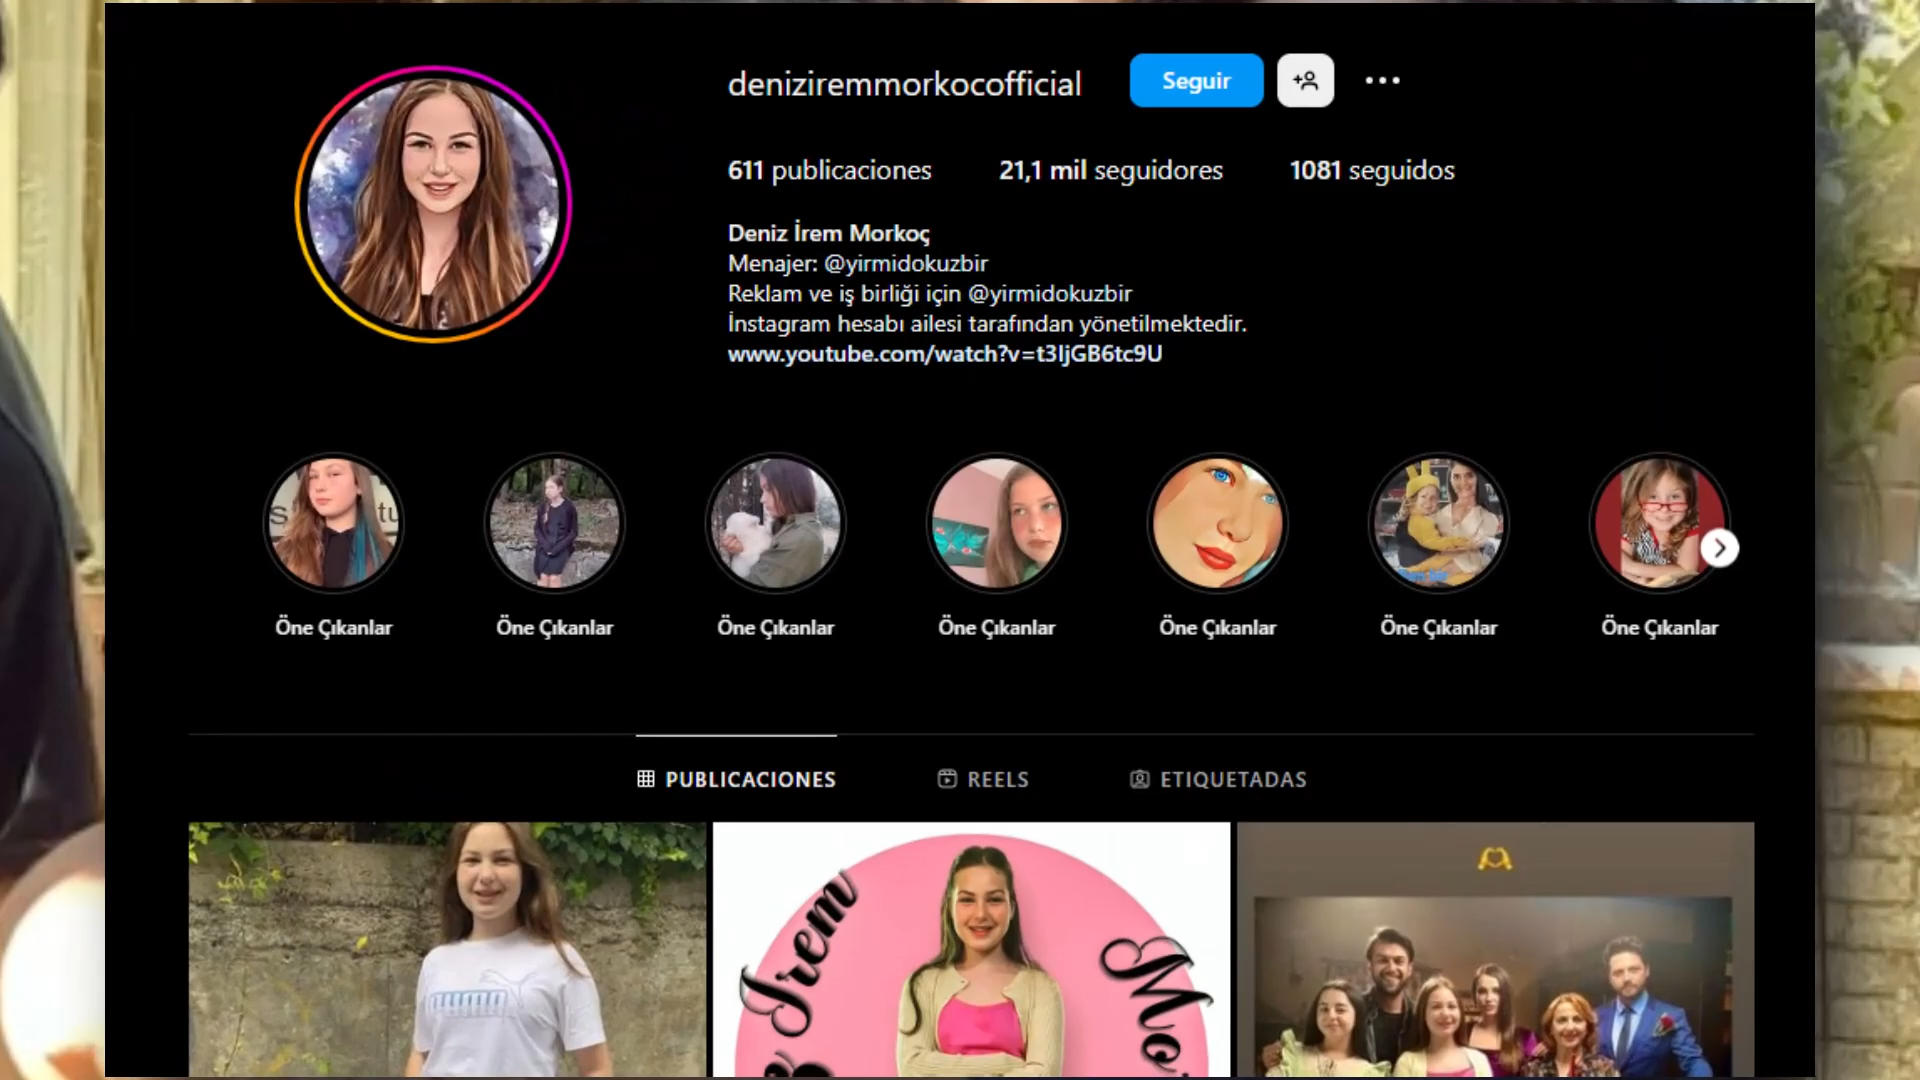 deniziremmorkocofficial
Seguir
611 publicaciones
21,1 mil seguidores
1081 seguidos
Deniz İrem Morkoç
Menajer: @yirmidokuzbir
Reklam ve iş birliği için @yirmidokuzbir
İnstagram hesabı ailesi tarafından yönetilmektedir.
www.youtube.com/watch?v=t3IjGB6tc9U
Öne Çıkanlar
Öne Çıkanlar
Öne Çıkanlar
Öne Çıkanlar
Öne Çıkanlar
Öne Çıkanlar
Öne Çıkanlar
PUBLICACIONES
REELS
ETIQUETADAS
İrem
Mo